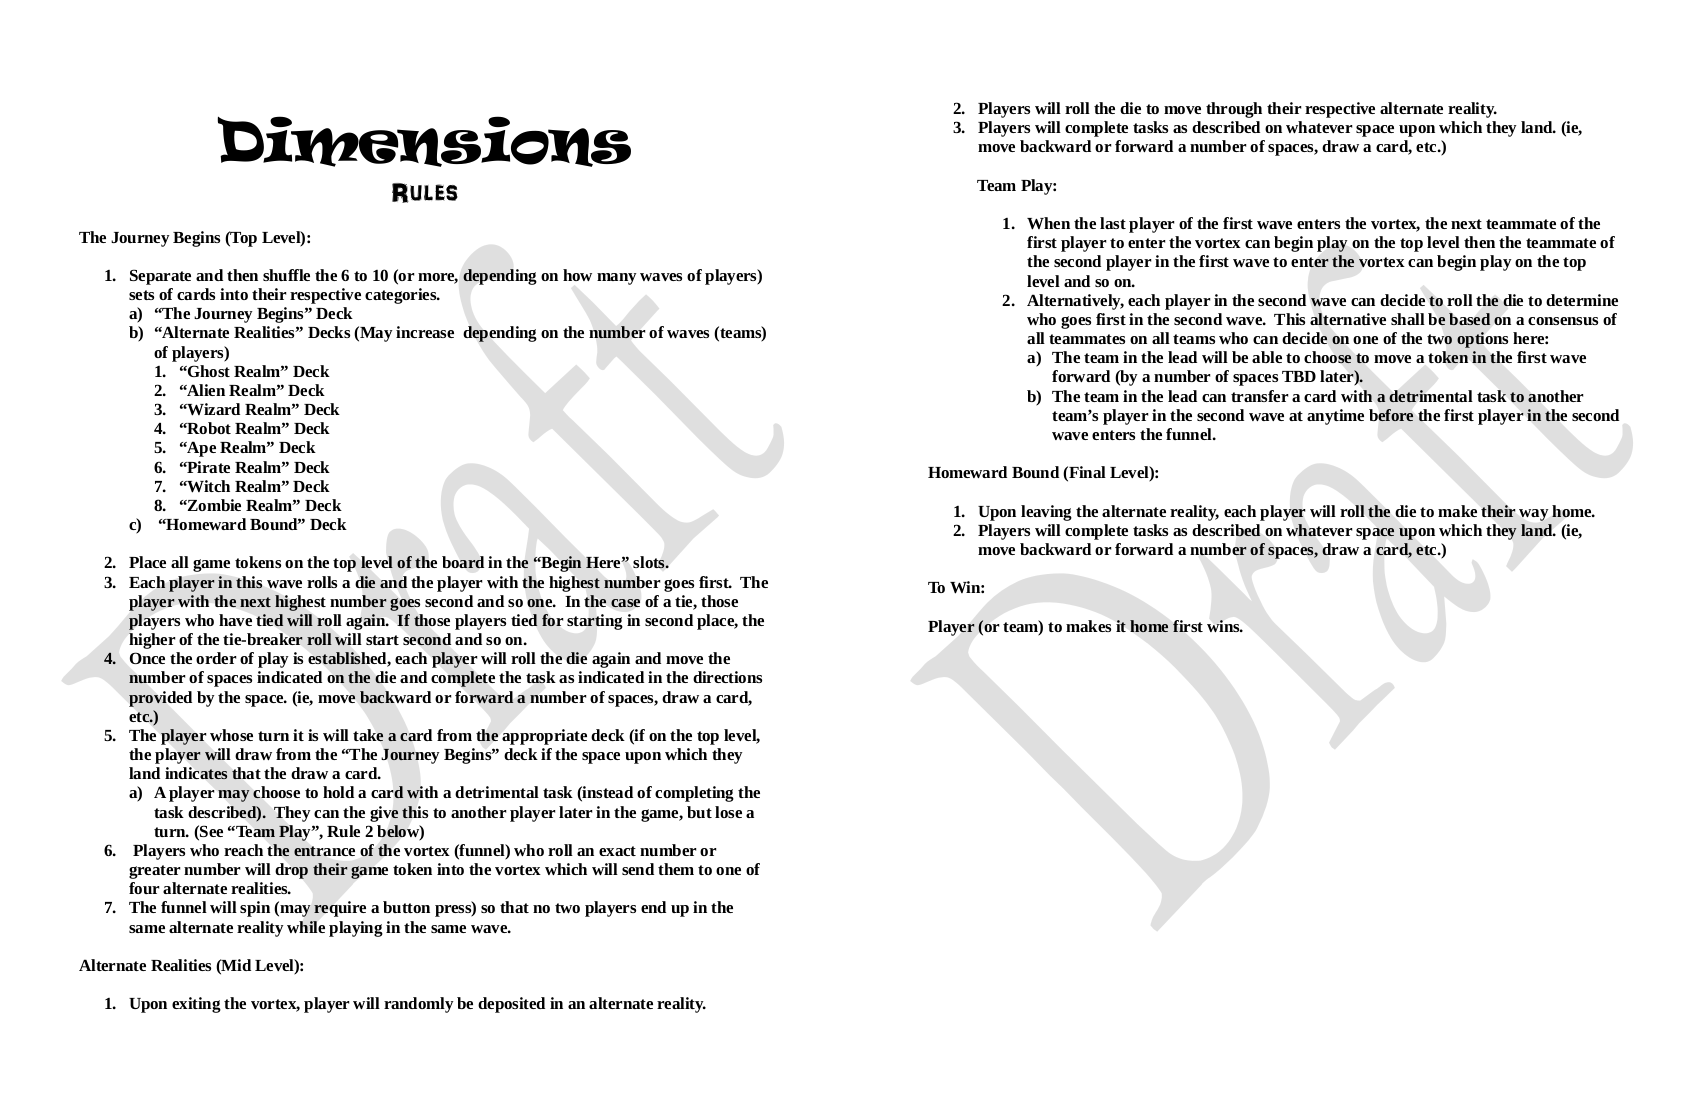 Dimensions
RULES
The Journey Begins (Top Level):
1. Separate and then shuffle the 6 to 10 (or more, depending on how many waves of players)
sets of cards into their respective categories.
a) “The Journey Begins” Deck
b) “Alternate Realities” Decks (May increase  depending on the number of waves (teams)
of players)
1. “Ghost Realm” Deck
2. “Alien Realm” Deck
3. “Wizard Realm” Deck
4. “Robot Realm” Deck
5. “Ape Realm” Deck
6. “Pirate Realm” Deck
7. “Witch Realm” Deck
8. “Zombie Realm” Deck
c) “Homeward Bound” Deck
2. Place all game tokens on the top level of the board in the “Begin Here” slots.
3. Each player in this wave rolls a die and the player with the highest number goes first.  The
player with the next highest number goes second and so one.  In the case of a tie, those
players who have tied will roll again.  If those players tied for starting in second place, the
higher of the tie-breaker roll will start second and so on.
4. Once the order of play is established, each player will roll the die again and move the
number of spaces indicated on the die and complete the task as indicated in the directions
provided by the space. (ie, move backward or forward a number of spaces, draw a card,
etc.)
5. The player whose turn it is will take a card from the appropriate deck (if on the top level,
the player will draw from the “The Journey Begins” deck if the space upon which they
land indicates that the draw a card.
a) A player may choose to hold a card with a detrimental task (instead of completing the
task described).  They can the give this to another player later in the game, but lose a
turn. (See “Team Play”, Rule 2 below)
6. Players who reach the entrance of the vortex (funnel) who roll an exact number or
greater number will drop their game token into the vortex which will send them to one of
four alternate realities.
7. The funnel will spin (may require a button press) so that no two players end up in the
same alternate reality while playing in the same wave.
Alternate Realities (Mid Level):
1. Upon exiting the vortex, player will randomly be deposited in an alternate reality.
Draft
2. Players will roll the die to move through their respective alternate reality.
3. Players will complete tasks as described on whatever space upon which they land. (ie,
move backward or forward a number of spaces, draw a card, etc.)
Team Play:
1. When the last player of the first wave enters the vortex, the next teammate of the
first player to enter the vortex can begin play on the top level then the teammate of
the second player in the first wave to enter the vortex can begin play on the top
level and so on.
2. Alternatively, each player in the second wave can decide to roll the die to determine
who goes first in the second wave.  This alternative shall be based on a consensus of
all teammates on all teams who can decide on one of the two options here:
a) The team in the lead will be able to choose to move a token in the first wave
forward (by a number of spaces TBD later).
b) The team in the lead can transfer a card with a detrimental task to another
team’s player in the second wave at anytime before the first player in the second
wave enters the funnel.
Homeward Bound (Final Level):
1. Upon leaving the alternate reality, each player will roll the die to make their way home.
2. Players will complete tasks as described on whatever space upon which they land. (ie,
move backward or forward a number of spaces, draw a card, etc.)
To Win:
Player (or team) to makes it home first wins.
Draft